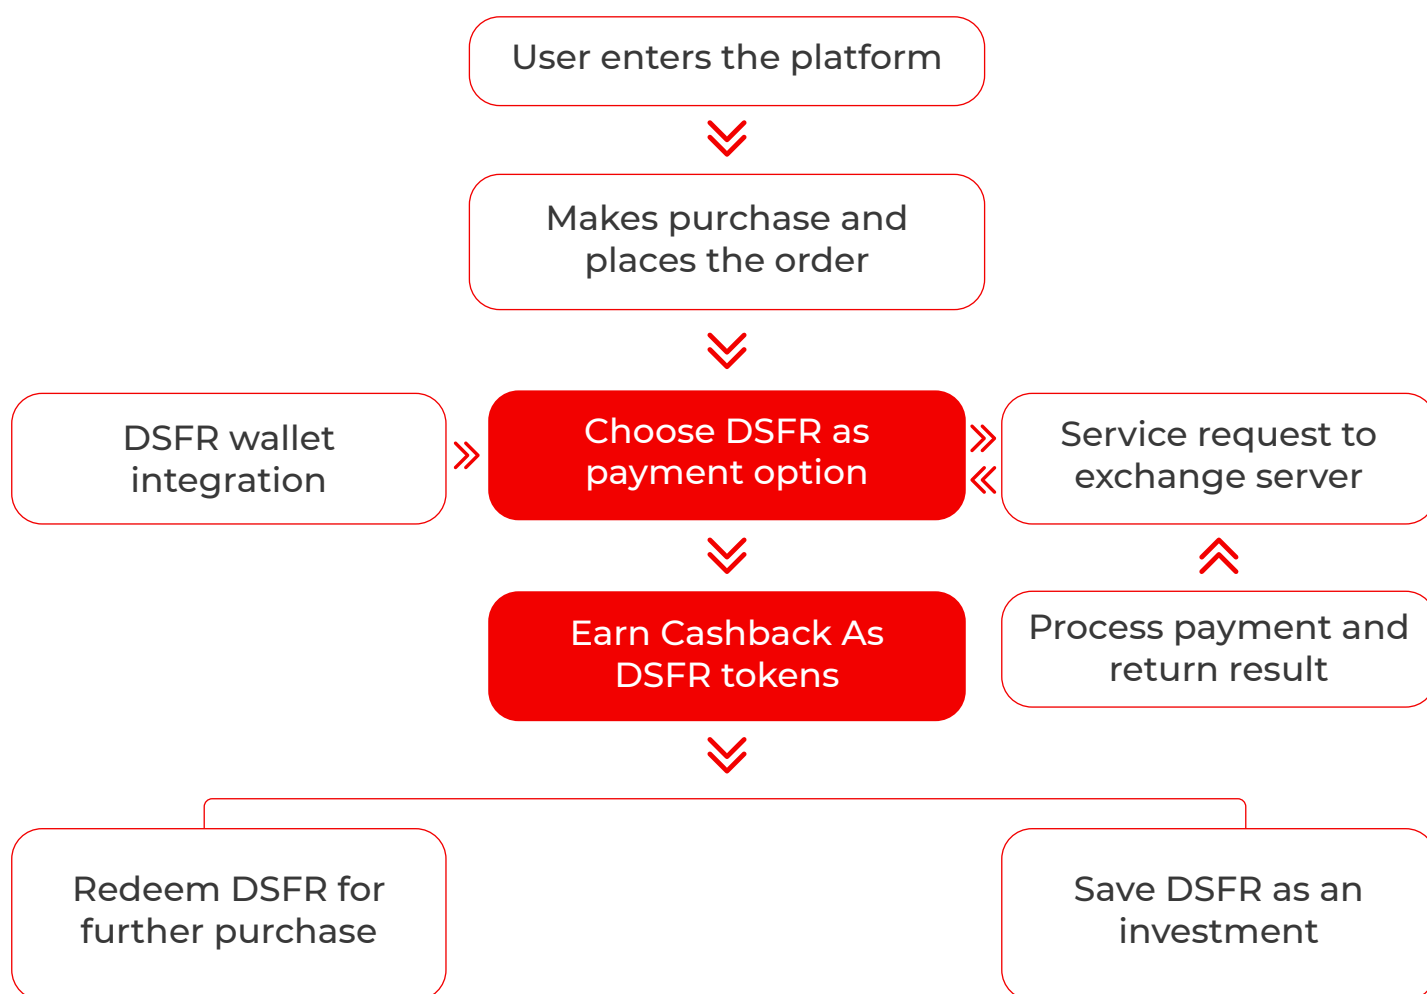 User enters the platform
Makes purchase and
places the order
DSFR wallet
integration
Choose DSFR as
payment option
Service request to
exchange server
Earn Cashback As
DSFR tokens
Process payment and
return result
Redeem DSFR for
further purchase
Save DSFR as an
investment